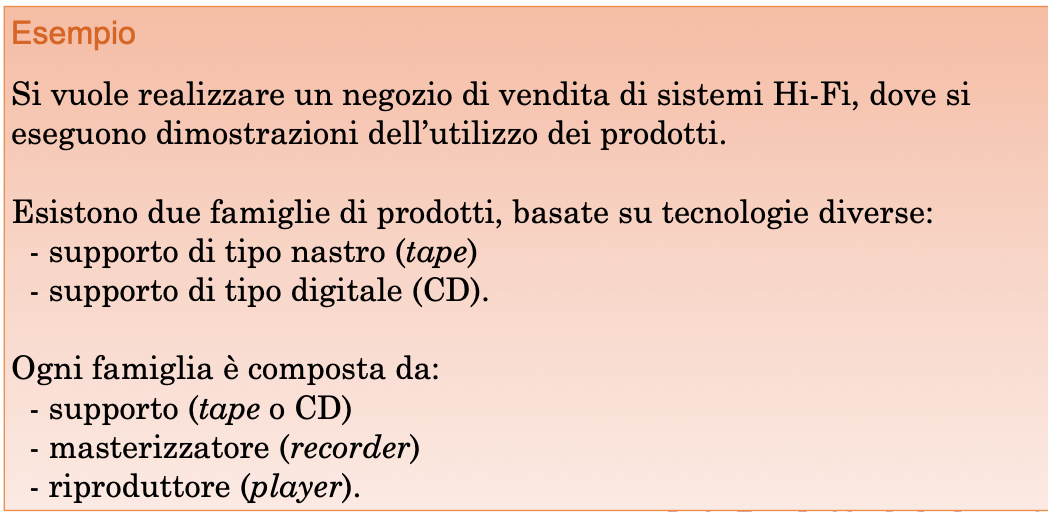 Esempio
Si vuole realizzare un negozio di vendita di sistemi Hi-Fi, dove si
eseguono dimostrazioni dell’utilizzo dei prodotti.
Esistono due famiglie di prodotti, basate su tecnologie diverse:
- supporto di tipo nastro (tape)
- supporto di tipo digitale (CD).
Ogni famiglia è composta da:
- supporto (tape o CD)
- masterizzatore (recorder)
- riproduttore (player).